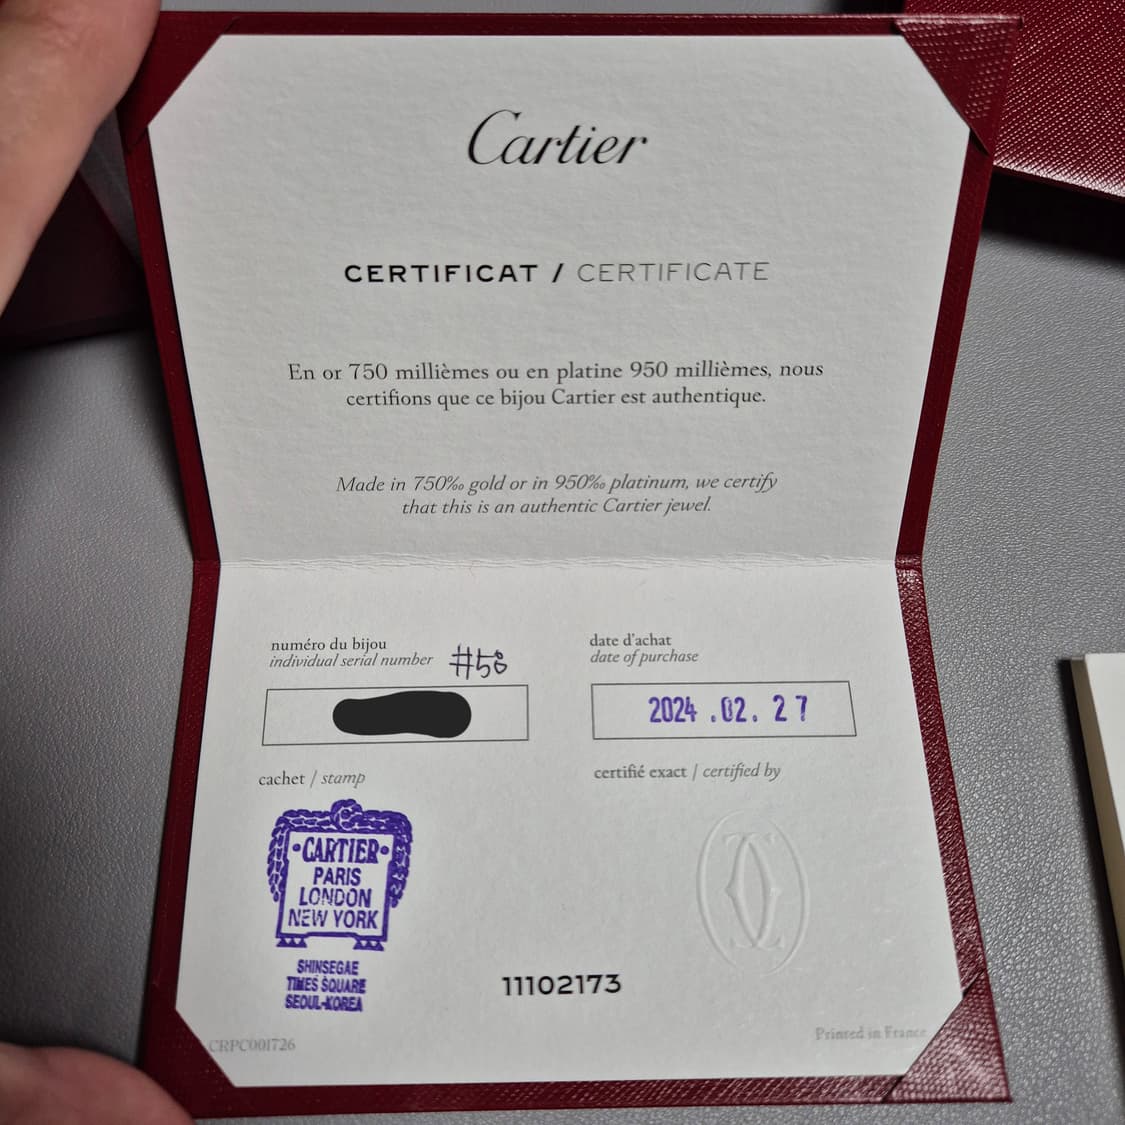 Cartier
CERTIFICAT / CERTIFICATE
En or 750 millièmes ou en platine 950 millièmes, nous
certifions que ce bijou Cartier est authentique.
Made in 750‰ gold or in 950‰ platinum, we certify
that this is an authentic Cartier jewel.
numéro du bijou
individual serial number #58
date d'achat
date of purchase
2024 .02. 27
cachet / stamp
certifié exact / certified by
·CARTIER·
PARIS
LONDON
NEW YORK
SHINSEGAE
TIMES SQUARE
SEOUL-KOREA
11102173
CRPC001726
Printed in France